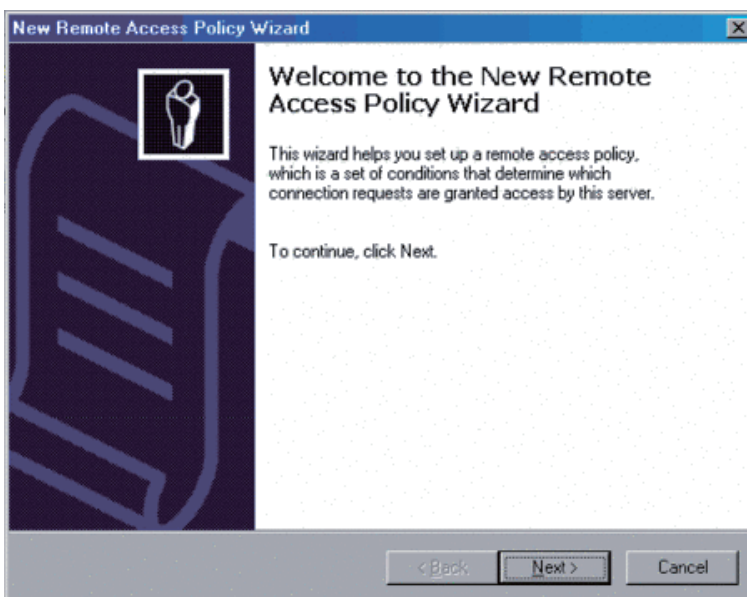 New Remote Access Policy Wizard
Welcome to the New Remote
Access Policy Wizard
This wizard helps you set up a remote access policy,
which is a set of conditions that determine which
connection requests are granted access by this server.
To continue, click Next.
< Back
Next >
Cancel